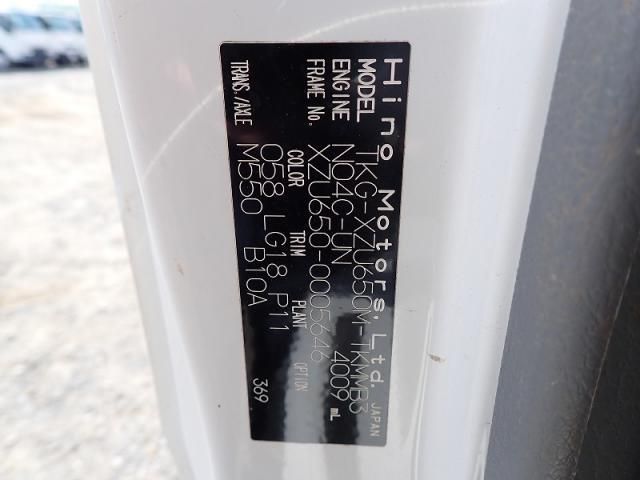 Hino Motors, Ltd. JAPAN
MODEL TKG-XZU650M-TKMMB3
ENGINE N04C-UN 4009 mL
FRAME No. XZU650-0005646
COLOR TRIM PLANT OPTION
058 LG18 P11
TRANS./AXLE M550 B10A
369